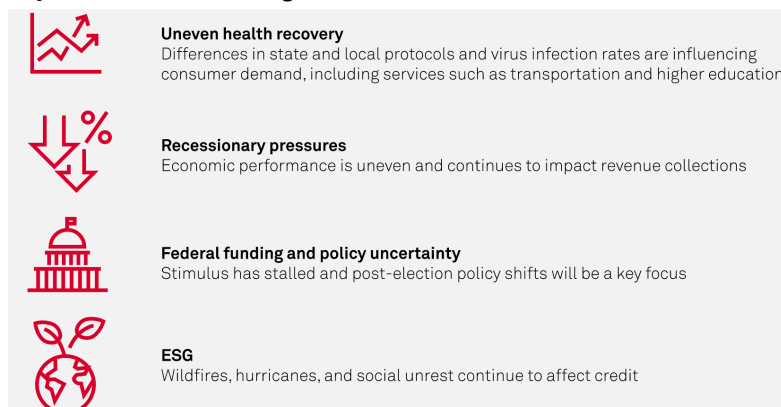 Uneven health recovery
Differences in state and local protocols and virus infection rates are influencing
consumer demand, including services such as transportation and higher education
%
Recessionary pressures
Economic performance is uneven and continues to impact revenue collections
Federal funding and policy uncertainty
Stimulus has stalled and post-election policy shifts will be a key focus
ESG
Wildfires, hurricanes, and social unrest continue to affect credit